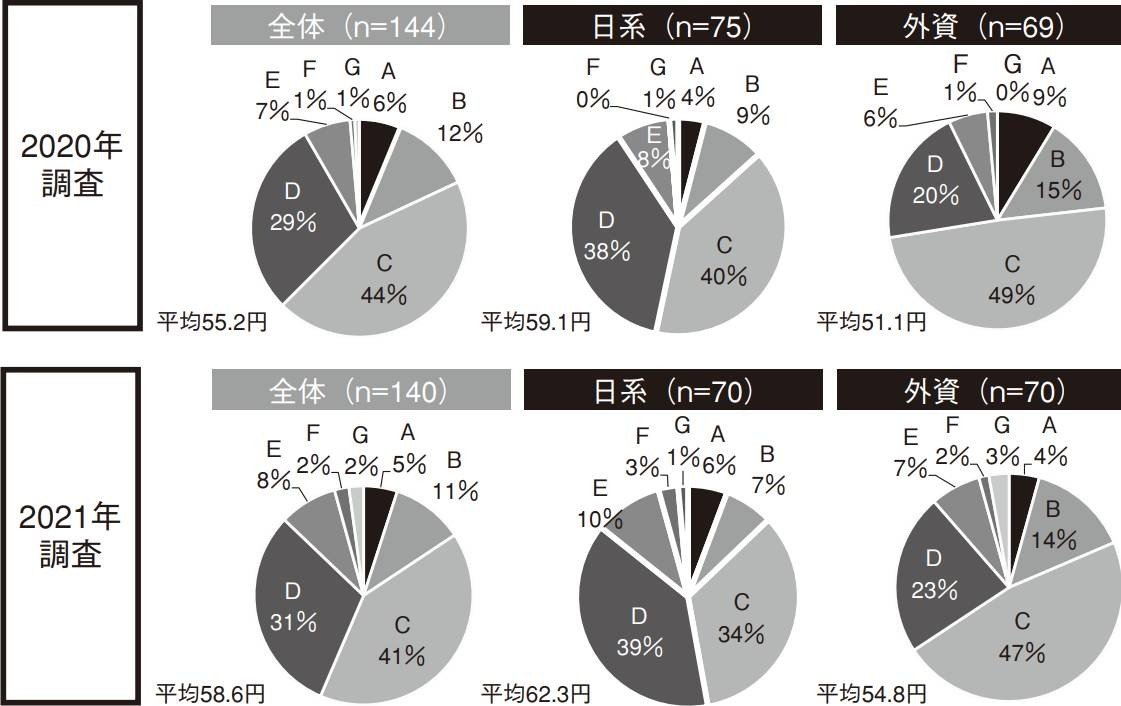 2020年
調査
全体（n=144）
E
7%
F
1%
G
1%
A
6%
B
12%
D
29%
C
44%
平均55.2円
日系（n=75）
F
0%
G
1%
A
4%
B
9%
E
8%
D
38%
C
40%
平均59.1円
外資（n=69）
E
6%
F
1%
G
0%
A
9%
B
15%
D
20%
C
49%
平均51.1円
2021年
調査
全体（n=140）
E
8%
F
2%
G
2%
A
5%
B
11%
D
31%
C
41%
平均58.6円
日系（n=70）
E
10%
F
3%
G
1%
A
6%
B
7%
D
39%
C
34%
平均62.3円
外資（n=70）
E
7%
F
2%
G
3%
A
4%
B
14%
D
23%
C
47%
平均54.8円